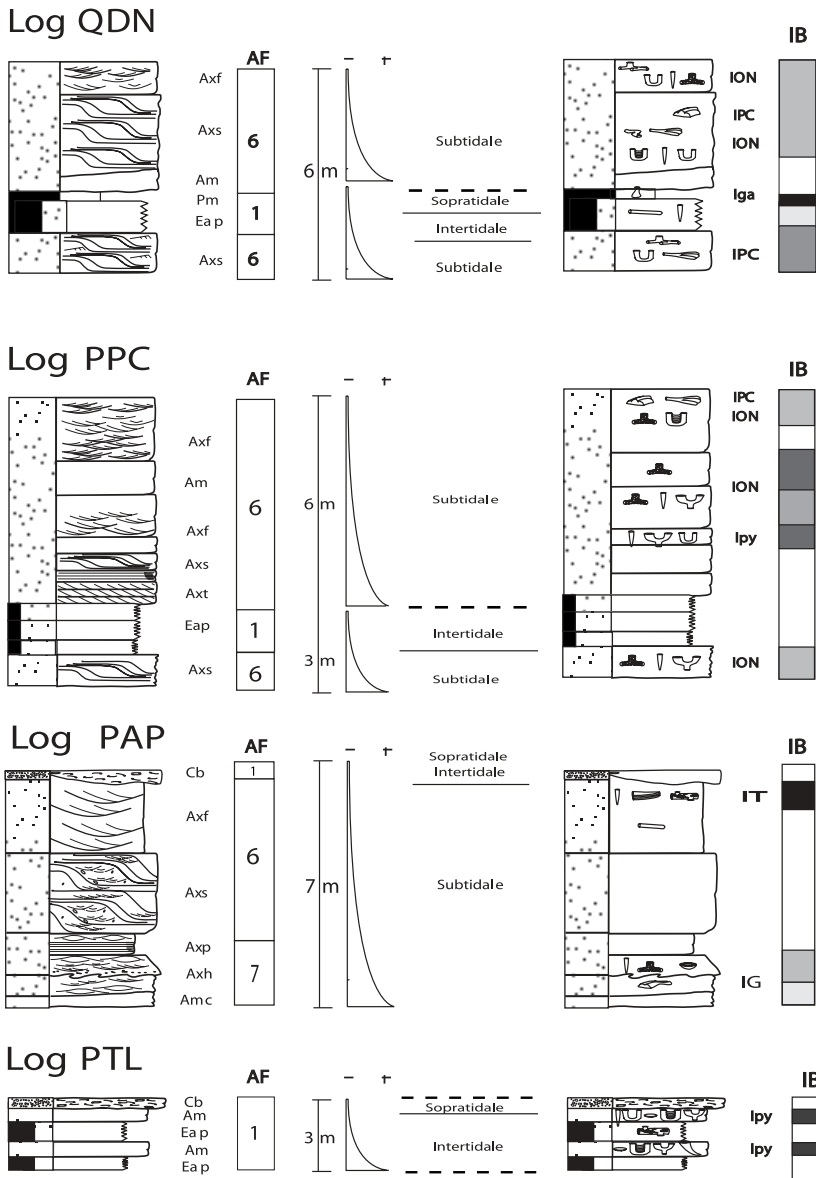 Log QDN
IB
AF
– +
Axf
ION
Axs
6
Subtidale
IPC
ION
6 m
Am
Pm
Sopratidale
Iga
Eap
1
Intertidale
Axs
6
Subtidale
IPC
Log PPC
IB
AF
– +
IPC
ION
Axf
Am
6
6 m
Subtidale
ION
Axf
Ipy
Axs
Axt
Eap
1
Intertidale
3 m
Axs
6
Subtidale
ION
Log PAP
IB
AF
– +
Sopratidale
Cb
1
Intertidale
IT
Axf
6
7 m
Subtidale
Axs
Axp
Axh
7
IG
Amc
Log PTL
IB
AF
– +
Cb
Sopratidale
Am
Ipy
Eap
1
3 m
Am
Intertidale
Ipy
Eap